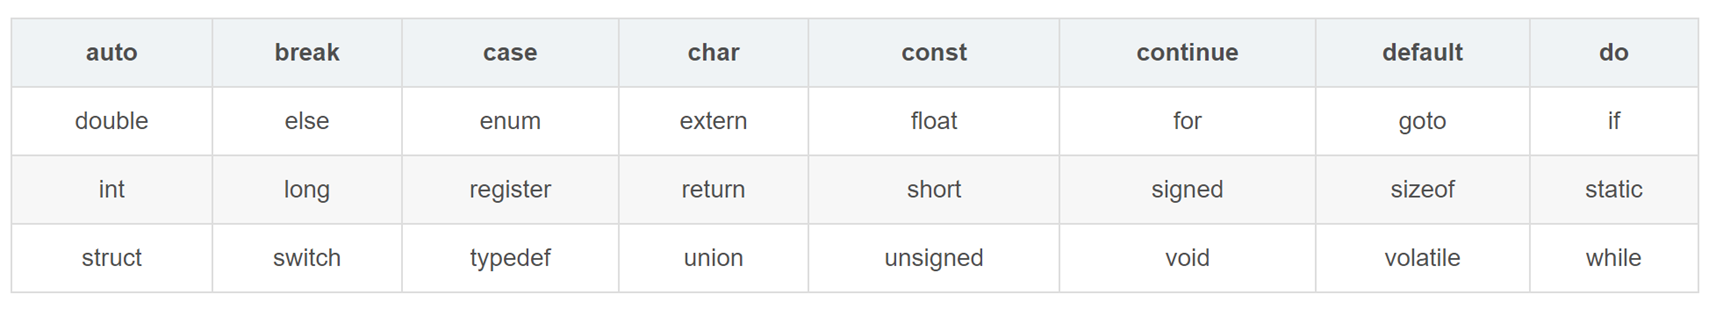 auto break case char const continue default do
double else enum extern float for goto if
int long register return short signed sizeof static
struct switch typedef union unsigned void volatile while